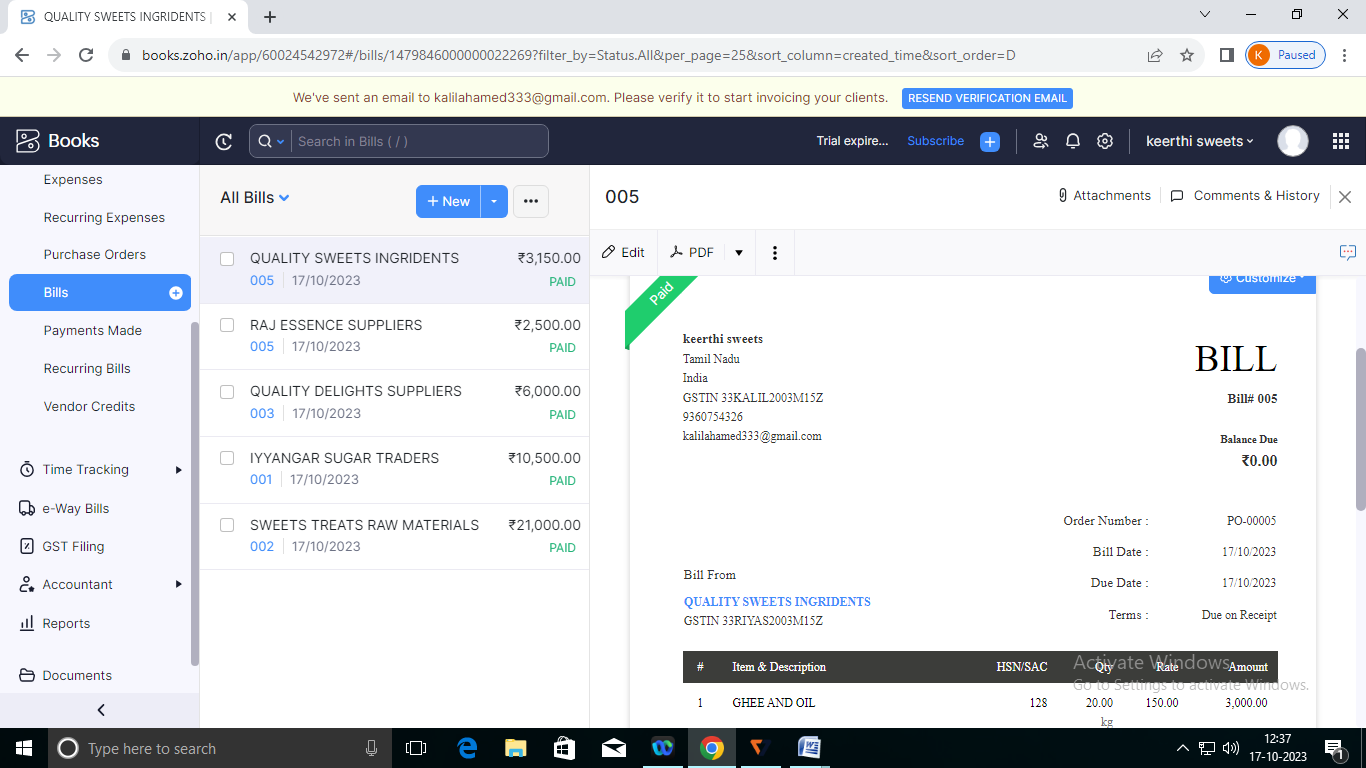 QUALITY SWEETS INGRIDENTS |
books.zoho.in/app/60024542972#/bills/1479846000000022269?filter_by=Status.All&per_page=25&sort_column=created_time&sort_order=D
K Paused
We've sent an email to kalilahamed333@gmail.com. Please verify it to start invoicing your clients. RESEND VERIFICATION EMAIL
Books
Search in Bills ( / )
Trial expire... Subscribe
keerthi sweets
Expenses
Recurring Expenses
Purchase Orders
Bills
Payments Made
Recurring Bills
Vendor Credits
Time Tracking
e-Way Bills
GST Filing
Accountant
Reports
Documents
All Bills
+ New
QUALITY SWEETS INGRIDENTS ₹3,150.00
005 17/10/2023 PAID
RAJ ESSENCE SUPPLIERS ₹2,500.00
005 17/10/2023 PAID
QUALITY DELIGHTS SUPPLIERS ₹6,000.00
003 17/10/2023 PAID
IYYANGAR SUGAR TRADERS ₹10,500.00
001 17/10/2023 PAID
SWEETS TREATS RAW MATERIALS ₹21,000.00
002 17/10/2023 PAID
005
Attachments Comments & History
Edit PDF
Customize
Paid
keerthi sweets
Tamil Nadu
India
GSTIN 33KALIL2003M15Z
9360754326
kalilahamed333@gmail.com
BILL
Bill# 005
Balance Due
₹0.00
Order Number : PO-00005
Bill Date : 17/10/2023
Due Date : 17/10/2023
Terms : Due on Receipt
Bill From
QUALITY SWEETS INGRIDENTS
GSTIN 33RIYAS2003M15Z
# Item & Description HSN/SAC Qty Rate Amount
1 GHEE AND OIL 128 20.00 150.00 3,000.00
kg
Activate Windows
Go to Settings to activate Windows.
Type here to search
12:37
17-10-2023
1